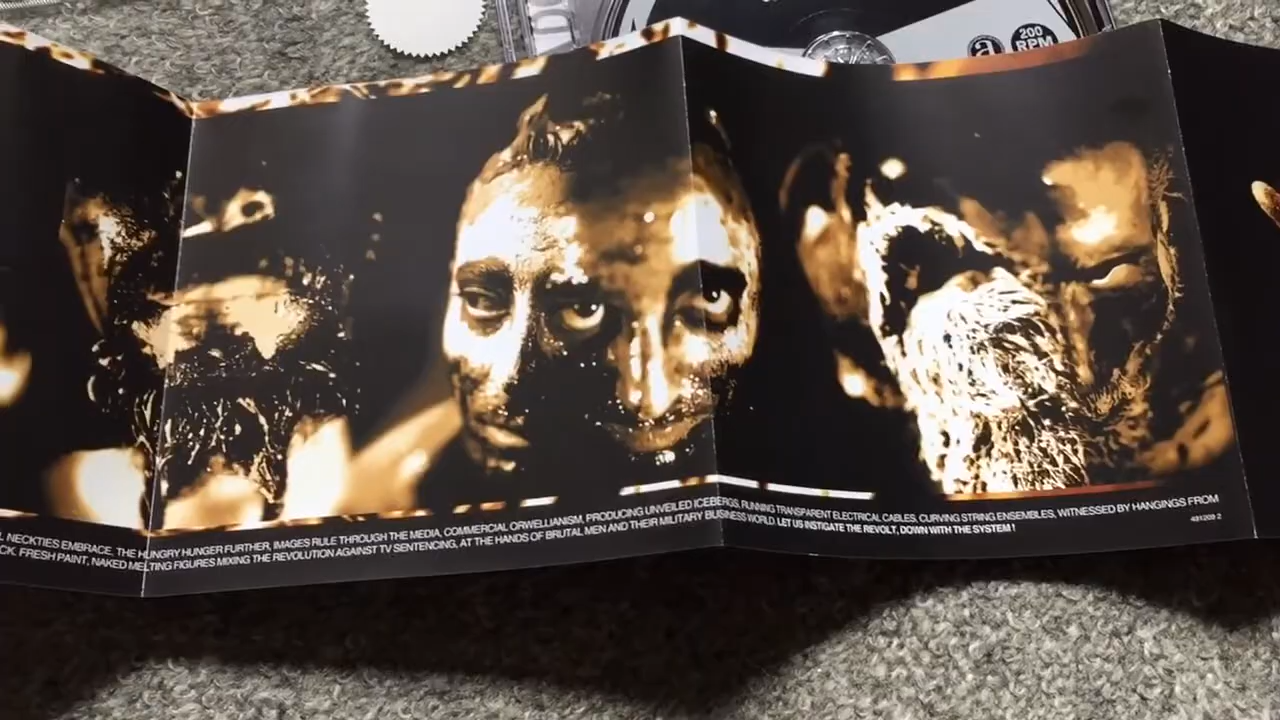 200
RPM
NECKTIES EMBRACE, THE HUNGRY HUNGER FURTHER, IMAGES RULE THROUGH THE MEDIA, COMMERCIAL ORWELLIANISM, PRODUCING UNVEILED ICEBERGS, RUNNING TRANSPARENT ELECTRICAL CABLES, CURVING STRING ENSEMBLES, WITNESSED BY HANGINGS FROM
FRESH PAINT, NAKED MELTING FIGURES MIXING THE REVOLUTION AGAINST TV SENTENCING, AT THE HANDS OF BRUTAL MEN AND THEIR MILITARY BUSINESS WORLD. LET US INSTIGATE THE REVOLT, DOWN WITH THE SYSTEM!